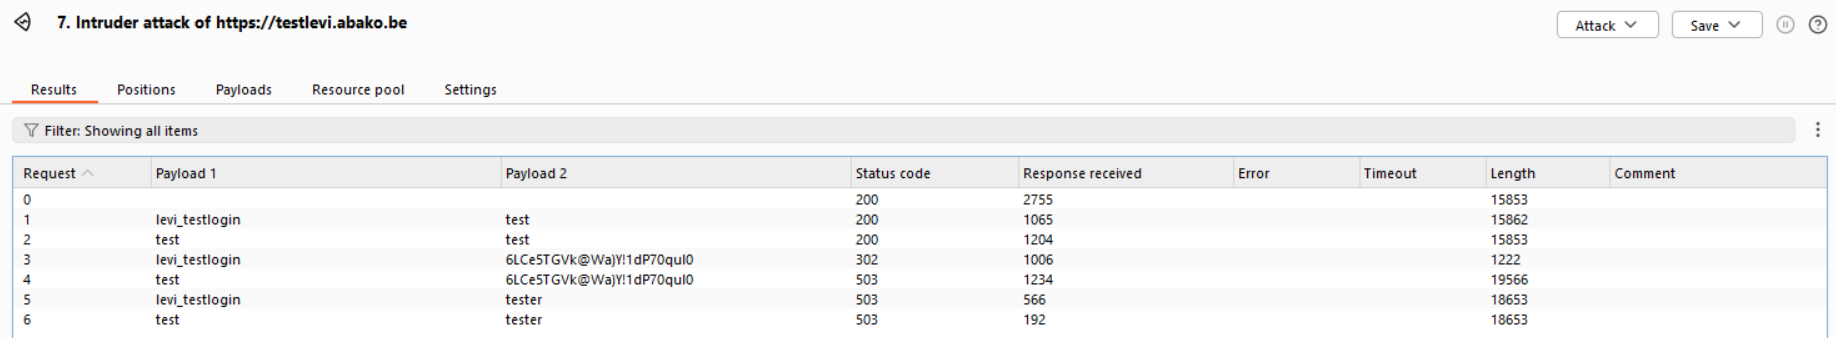 7. Intruder attack of https://testlevi.abako.be
Attack
Save
Results Positions Payloads Resource pool Settings
Filter: Showing all items
Request Payload 1 Payload 2 Status code Response received Error Timeout Length Comment
0 200 2755 15853
1 levi_testlogin test 200 1065 15862
2 test test 200 1204 15853
3 levi_testlogin 6LCe5TGVk@Wa)Y!1dP70quI0 302 1006 1222
4 test 6LCe5TGVk@Wa)Y!1dP70quI0 503 1234 19566
5 levi_testlogin tester 503 566 18653
6 test tester 503 192 18653